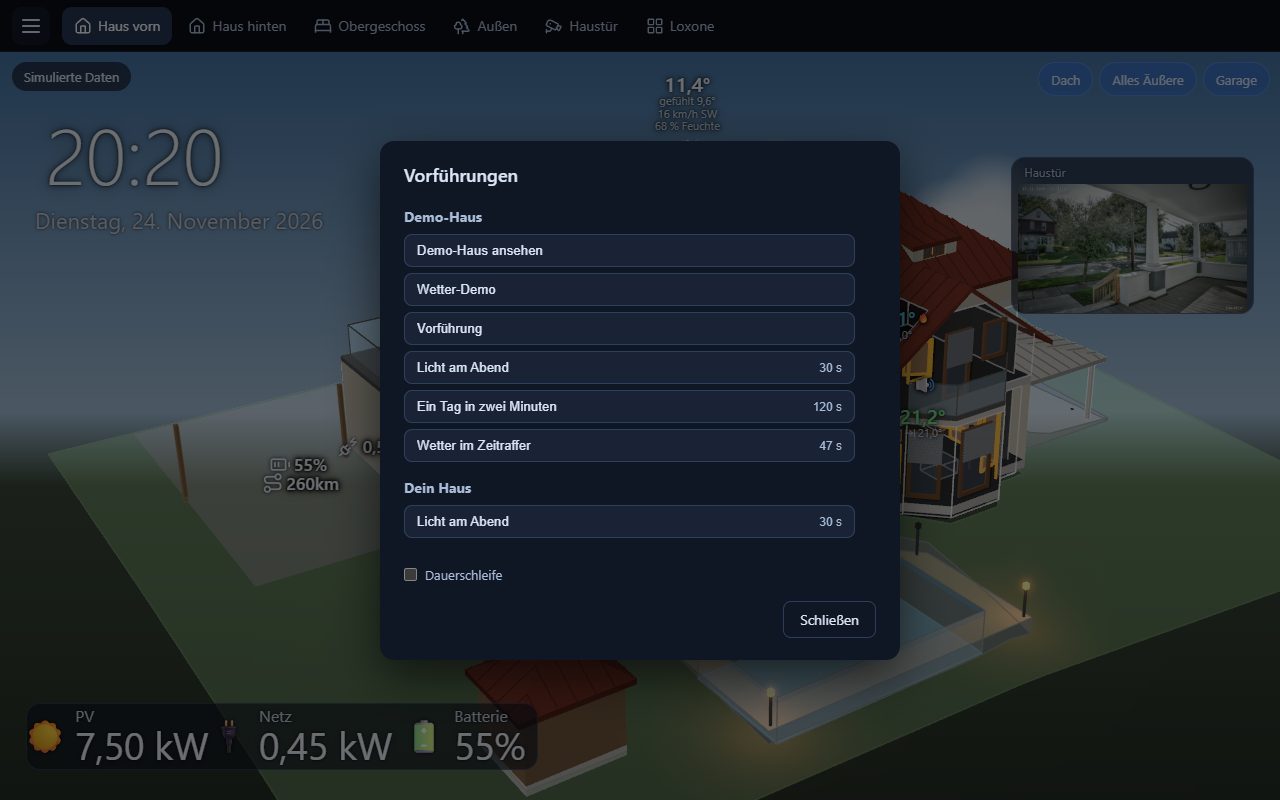 Haus vorn
Haus hinten
Obergeschoss
Außen
Haustür
Loxone
Simulierte Daten
11,4°
gefühlt 9,6°
16 km/h SW
68 % Feuchte
Dach
Alles Äußere
Garage
20:20
Dienstag, 24. November 2026
Haustür
Vorführungen
Demo-Haus
Demo-Haus ansehen
Wetter-Demo
Vorführung
Licht am Abend 30 s
Ein Tag in zwei Minuten 120 s
Wetter im Zeitraffer 47 s
Dein Haus
Licht am Abend 30 s
Dauerschleife
Schließen
55%
260km
21,2°
PV
7,50 kW
Netz
0,45 kW
Batterie
55%